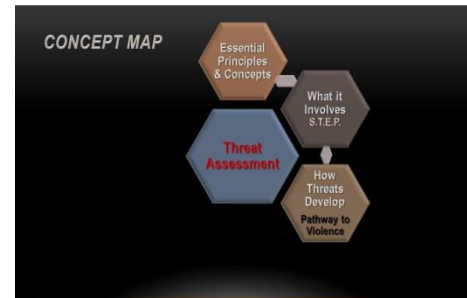 CONCEPT MAP
Essential
Principles
& Concepts
What it
Involves
S.T.E.P.
Threat
Assessment
How
Threats
Develop
Pathway to
Violence